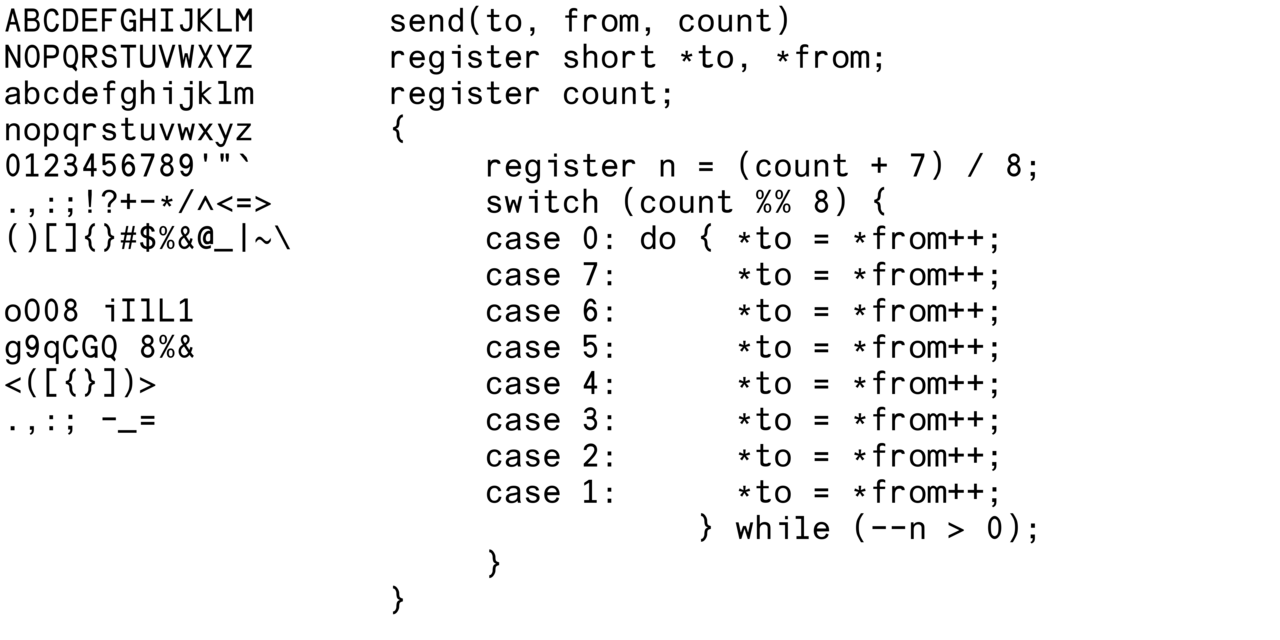 ABCDEFGHIJKLM
NOPQRSTUVWXYZ
abcdefghijklm
nopqrstuvwxyz
0123456789'"`
.,:;!?+-*/^<=>
()[]{}#$%&@_|~\
oO08 iIlL1
g9qCGQ 8%&
<([{}])>
.,:; -_=
send(to, from, count)
register short *to, *from;
register count;
{
     register n = (count + 7) / 8;
     switch (count %% 8) {
     case 0: do { *to = *from++;
     case 7:      *to = *from++;
     case 6:      *to = *from++;
     case 5:      *to = *from++;
     case 4:      *to = *from++;
     case 3:      *to = *from++;
     case 2:      *to = *from++;
     case 1:      *to = *from++;
                } while (--n > 0);
     }
}